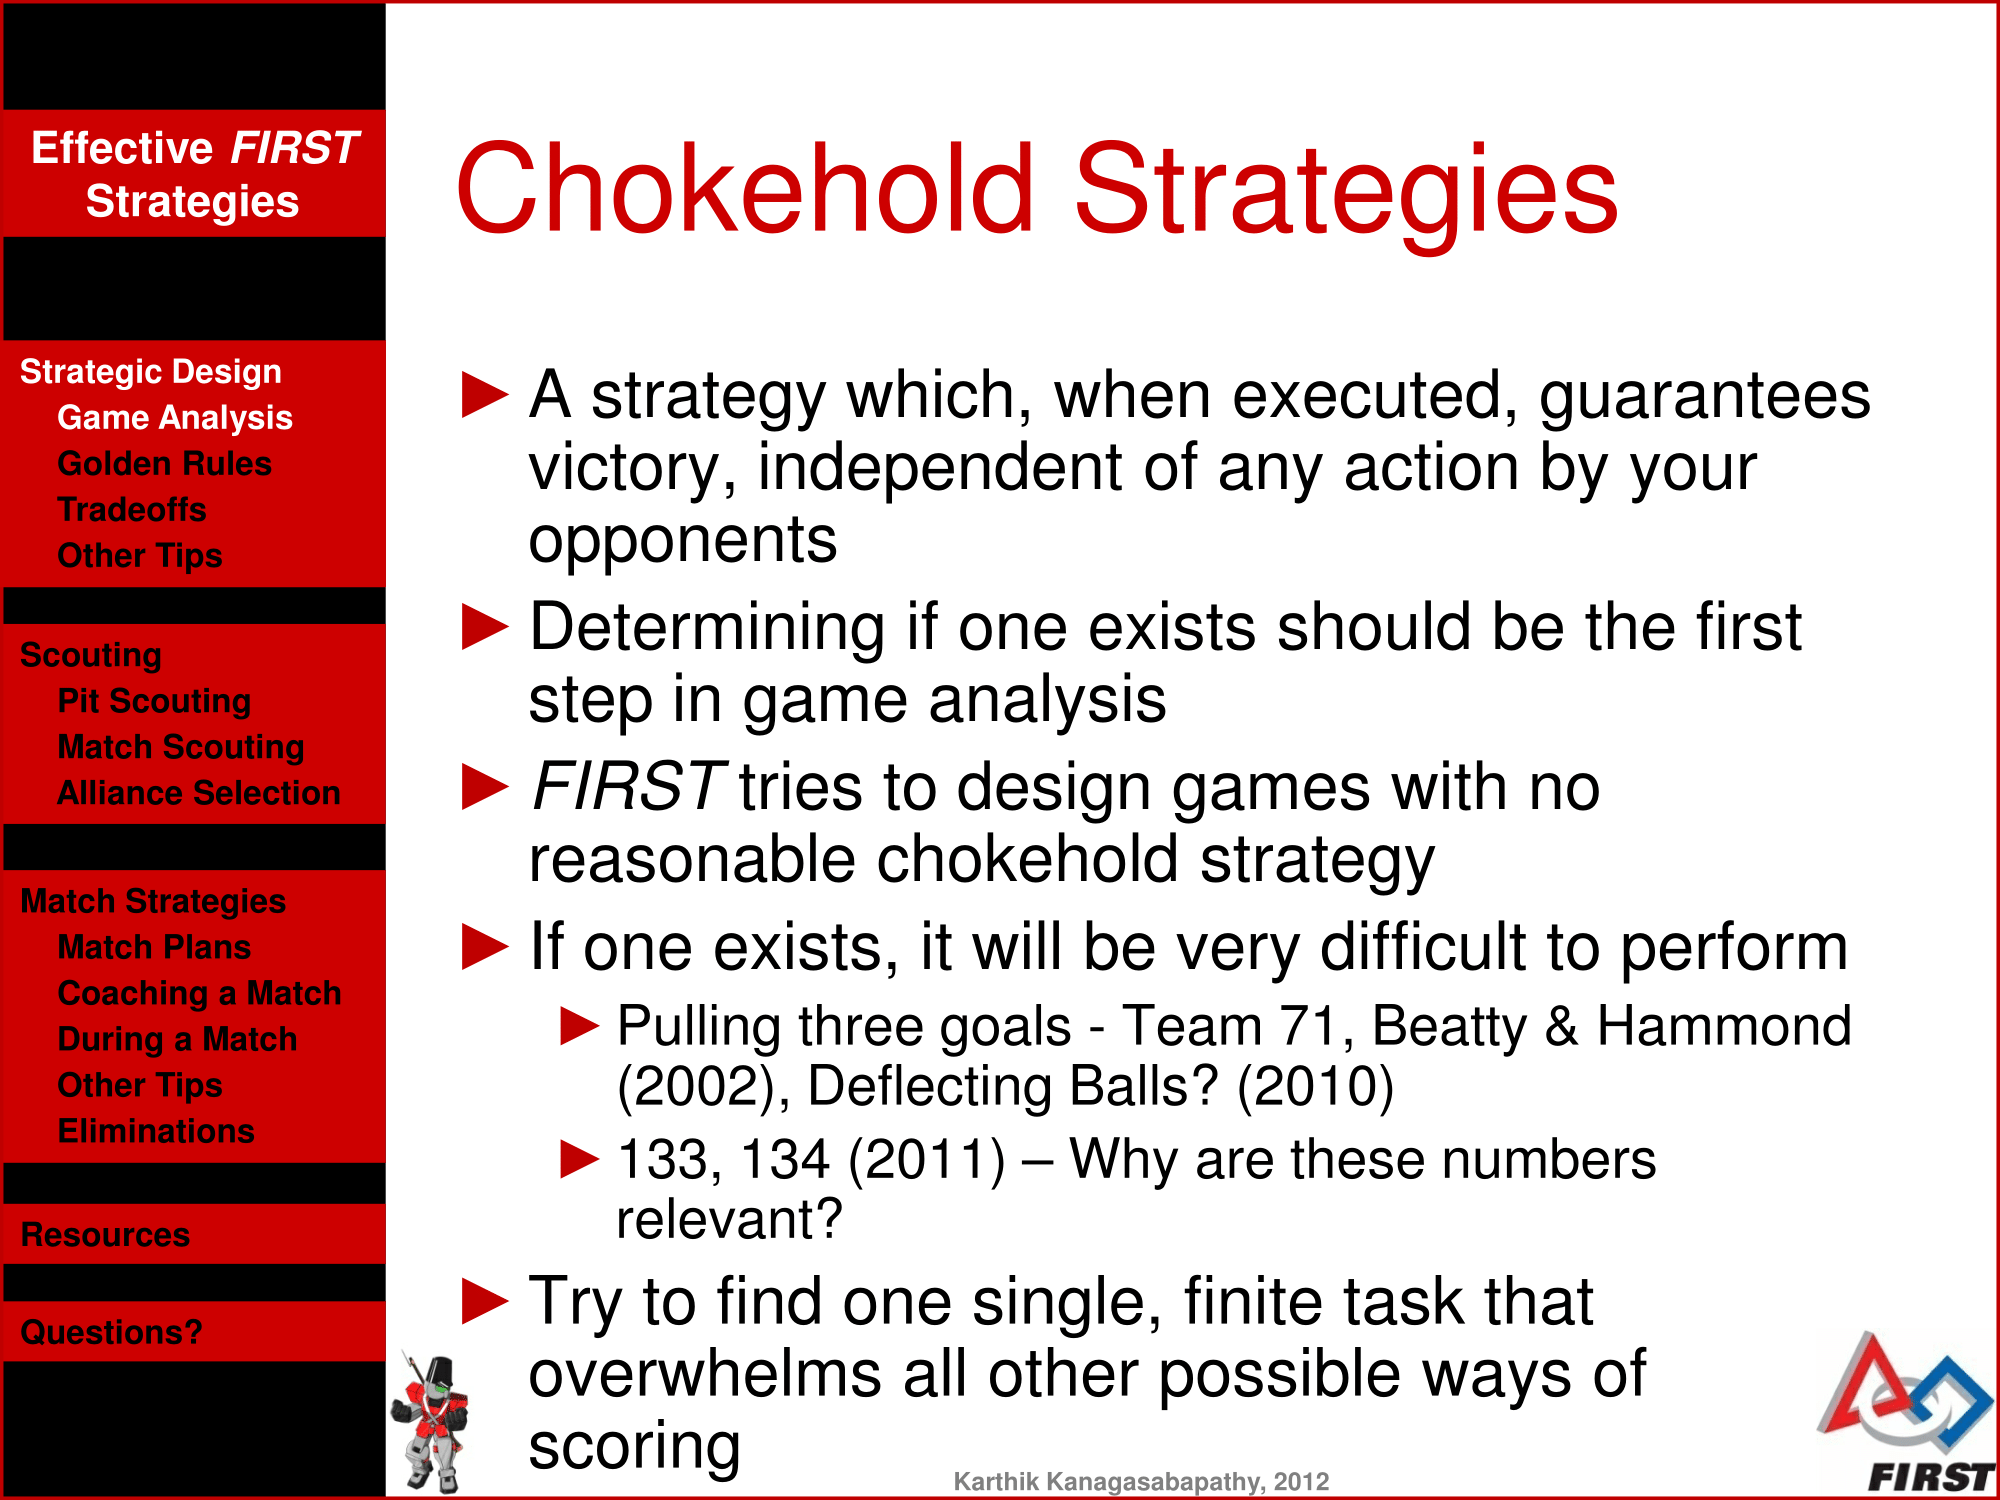 Effective FIRST
Strategies
Strategic Design
Game Analysis
Golden Rules
Tradeoffs
Other Tips
Scouting
Pit Scouting
Match Scouting
Alliance Selection
Match Strategies
Match Plans
Coaching a Match
During a Match
Other Tips
Eliminations
Resources
Questions?
Chokehold Strategies
► A strategy which, when executed, guarantees
victory, independent of any action by your
opponents
► Determining if one exists should be the first
step in game analysis
► FIRST tries to design games with no
reasonable chokehold strategy
► If one exists, it will be very difficult to perform
► Pulling three goals - Team 71, Beatty & Hammond
(2002), Deflecting Balls? (2010)
► 133, 134 (2011) – Why are these numbers
relevant?
► Try to find one single, finite task that
overwhelms all other possible ways of
scoring
Karthik Kanagasabapathy, 2012
FIRST